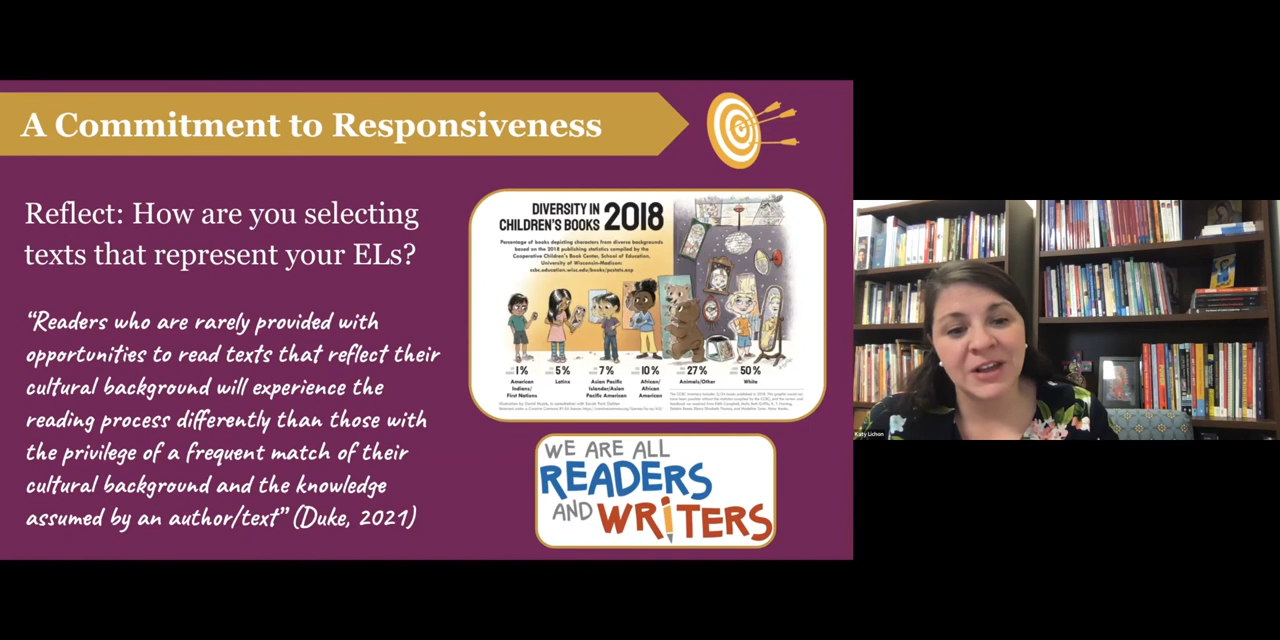 A Commitment to Responsiveness
Reflect: How are you selecting
texts that represent your ELs?
“Readers who are rarely provided with
opportunities to read texts that reflect their
cultural background will experience the
reading process differently than those with
the privilege of a frequent match of their
cultural background and the knowledge
assumed by an author/text” (Duke, 2021)
DIVERSITY IN
CHILDREN'S BOOKS 2018
Percentage of books depicting characters from diverse backgrounds
based on the 2018 publishing statistics compiled by the
Cooperative Children's Book Center, School of Education,
University of Wisconsin-Madison:
ccbc.education.wisc.edu/books/pcstats.asp
1%
American
Indians/
First Nations
5%
Latinx
7%
Asian Pacific
Islander/Asian
Pacific American
10%
African/
African
American
27%
Animals/Other
50%
White
WE ARE ALL
READERS
AND WRITERS
Katy Lichon